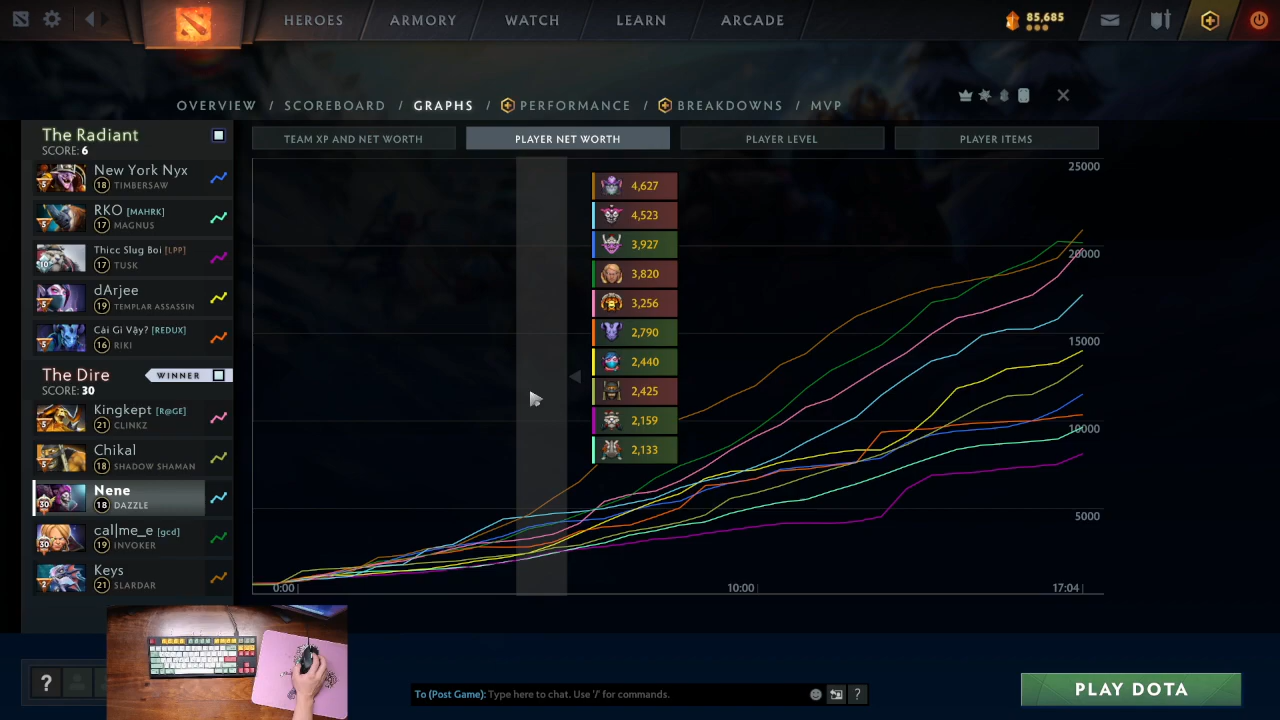 HEROES
ARMORY
WATCH
LEARN
ARCADE
85,685
OVERVIEW / SCOREBOARD / GRAPHS / PERFORMANCE / BREAKDOWNS / MVP
The Radiant
SCORE: 6
New York Nyx
18 TIMBERSAW
RKO [MAHRK]
17 MAGNUS
Thicc Slug Boi [LPP]
17 TUSK
dArjee
19 TEMPLAR ASSASSIN
Cái Gì Vậy? [REDUX]
16 RIKI
The Dire
WINNER
SCORE: 30
Kingkept [R@GE]
21 CLINKZ
Chikal
18 SHADOW SHAMAN
Nene
30
18 DAZZLE
cal|me_e [gcd]
30
19 INVOKER
Keys
21 SLARDAR
TEAM XP AND NET WORTH
PLAYER NET WORTH
PLAYER LEVEL
PLAYER ITEMS
4,627
4,523
3,927
3,820
3,256
2,790
2,440
2,425
2,159
2,133
25000
20000
15000
10000
5000
0:00
10:00
17:04
?
To (Post Game): Type here to chat. Use '/' for commands.
?
PLAY DOTA